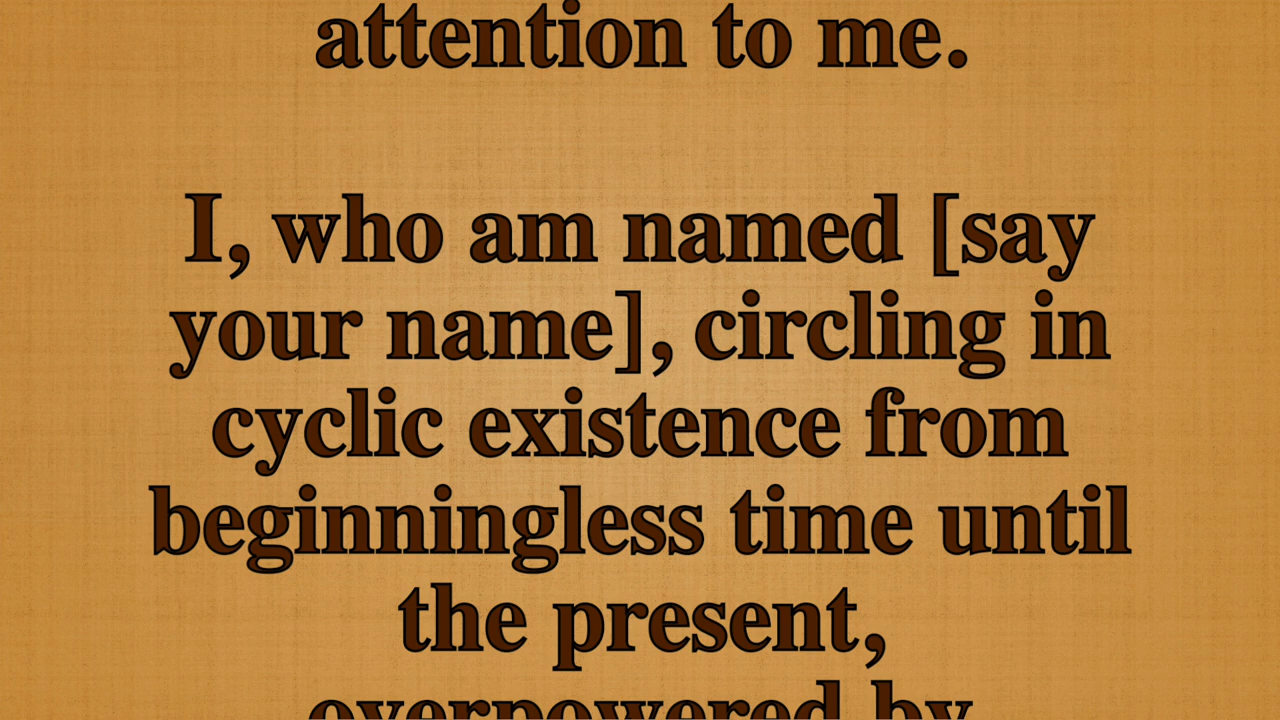 attention to me.
I, who am named [say
your name], circling in
cyclic existence from
beginningless time until
the present,
overpowered by